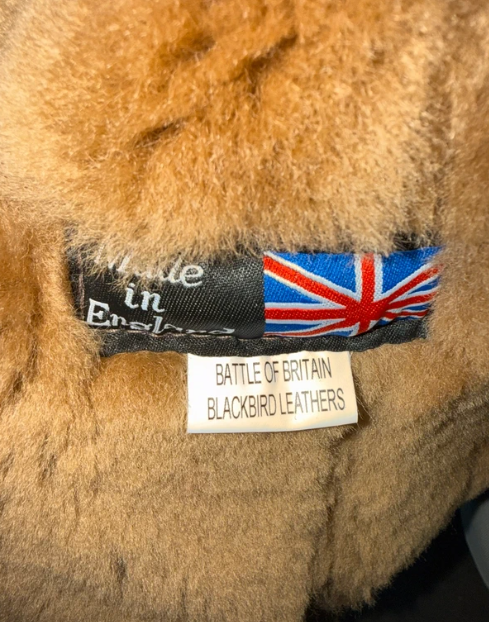 Made
in
England
BATTLE OF BRITAIN
BLACKBIRD LEATHERS